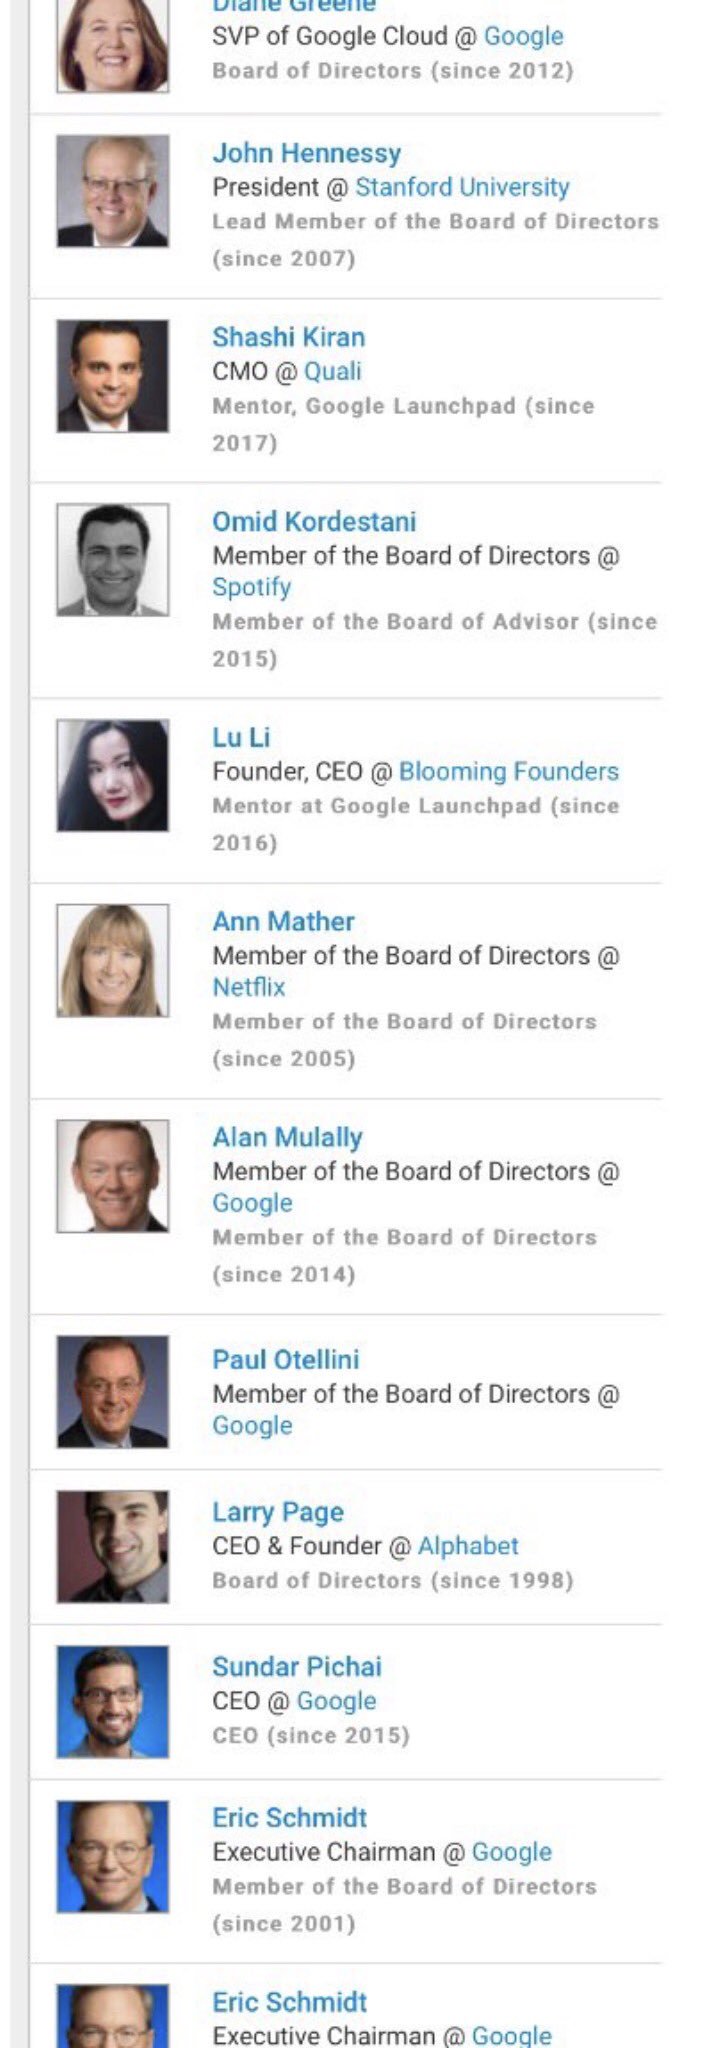 Diane Greene
SVP of Google Cloud @ Google
Board of Directors (since 2012)
John Hennessy
President @ Stanford University
Lead Member of the Board of Directors
(since 2007)
Shashi Kiran
CMO @ Quali
Mentor, Google Launchpad (since
2017)
Omid Kordestani
Member of the Board of Directors @
Spotify
Member of the Board of Advisor (since
2015)
Lu Li
Founder, CEO @ Blooming Founders
Mentor at Google Launchpad (since
2016)
Ann Mather
Member of the Board of Directors @
Netflix
Member of the Board of Directors
(since 2005)
Alan Mulally
Member of the Board of Directors @
Google
Member of the Board of Directors
(since 2014)
Paul Otellini
Member of the Board of Directors @
Google
Larry Page
CEO & Founder @ Alphabet
Board of Directors (since 1998)
Sundar Pichai
CEO @ Google
CEO (since 2015)
Eric Schmidt
Executive Chairman @ Google
Member of the Board of Directors
(since 2001)
Eric Schmidt
Executive Chairman @ Google